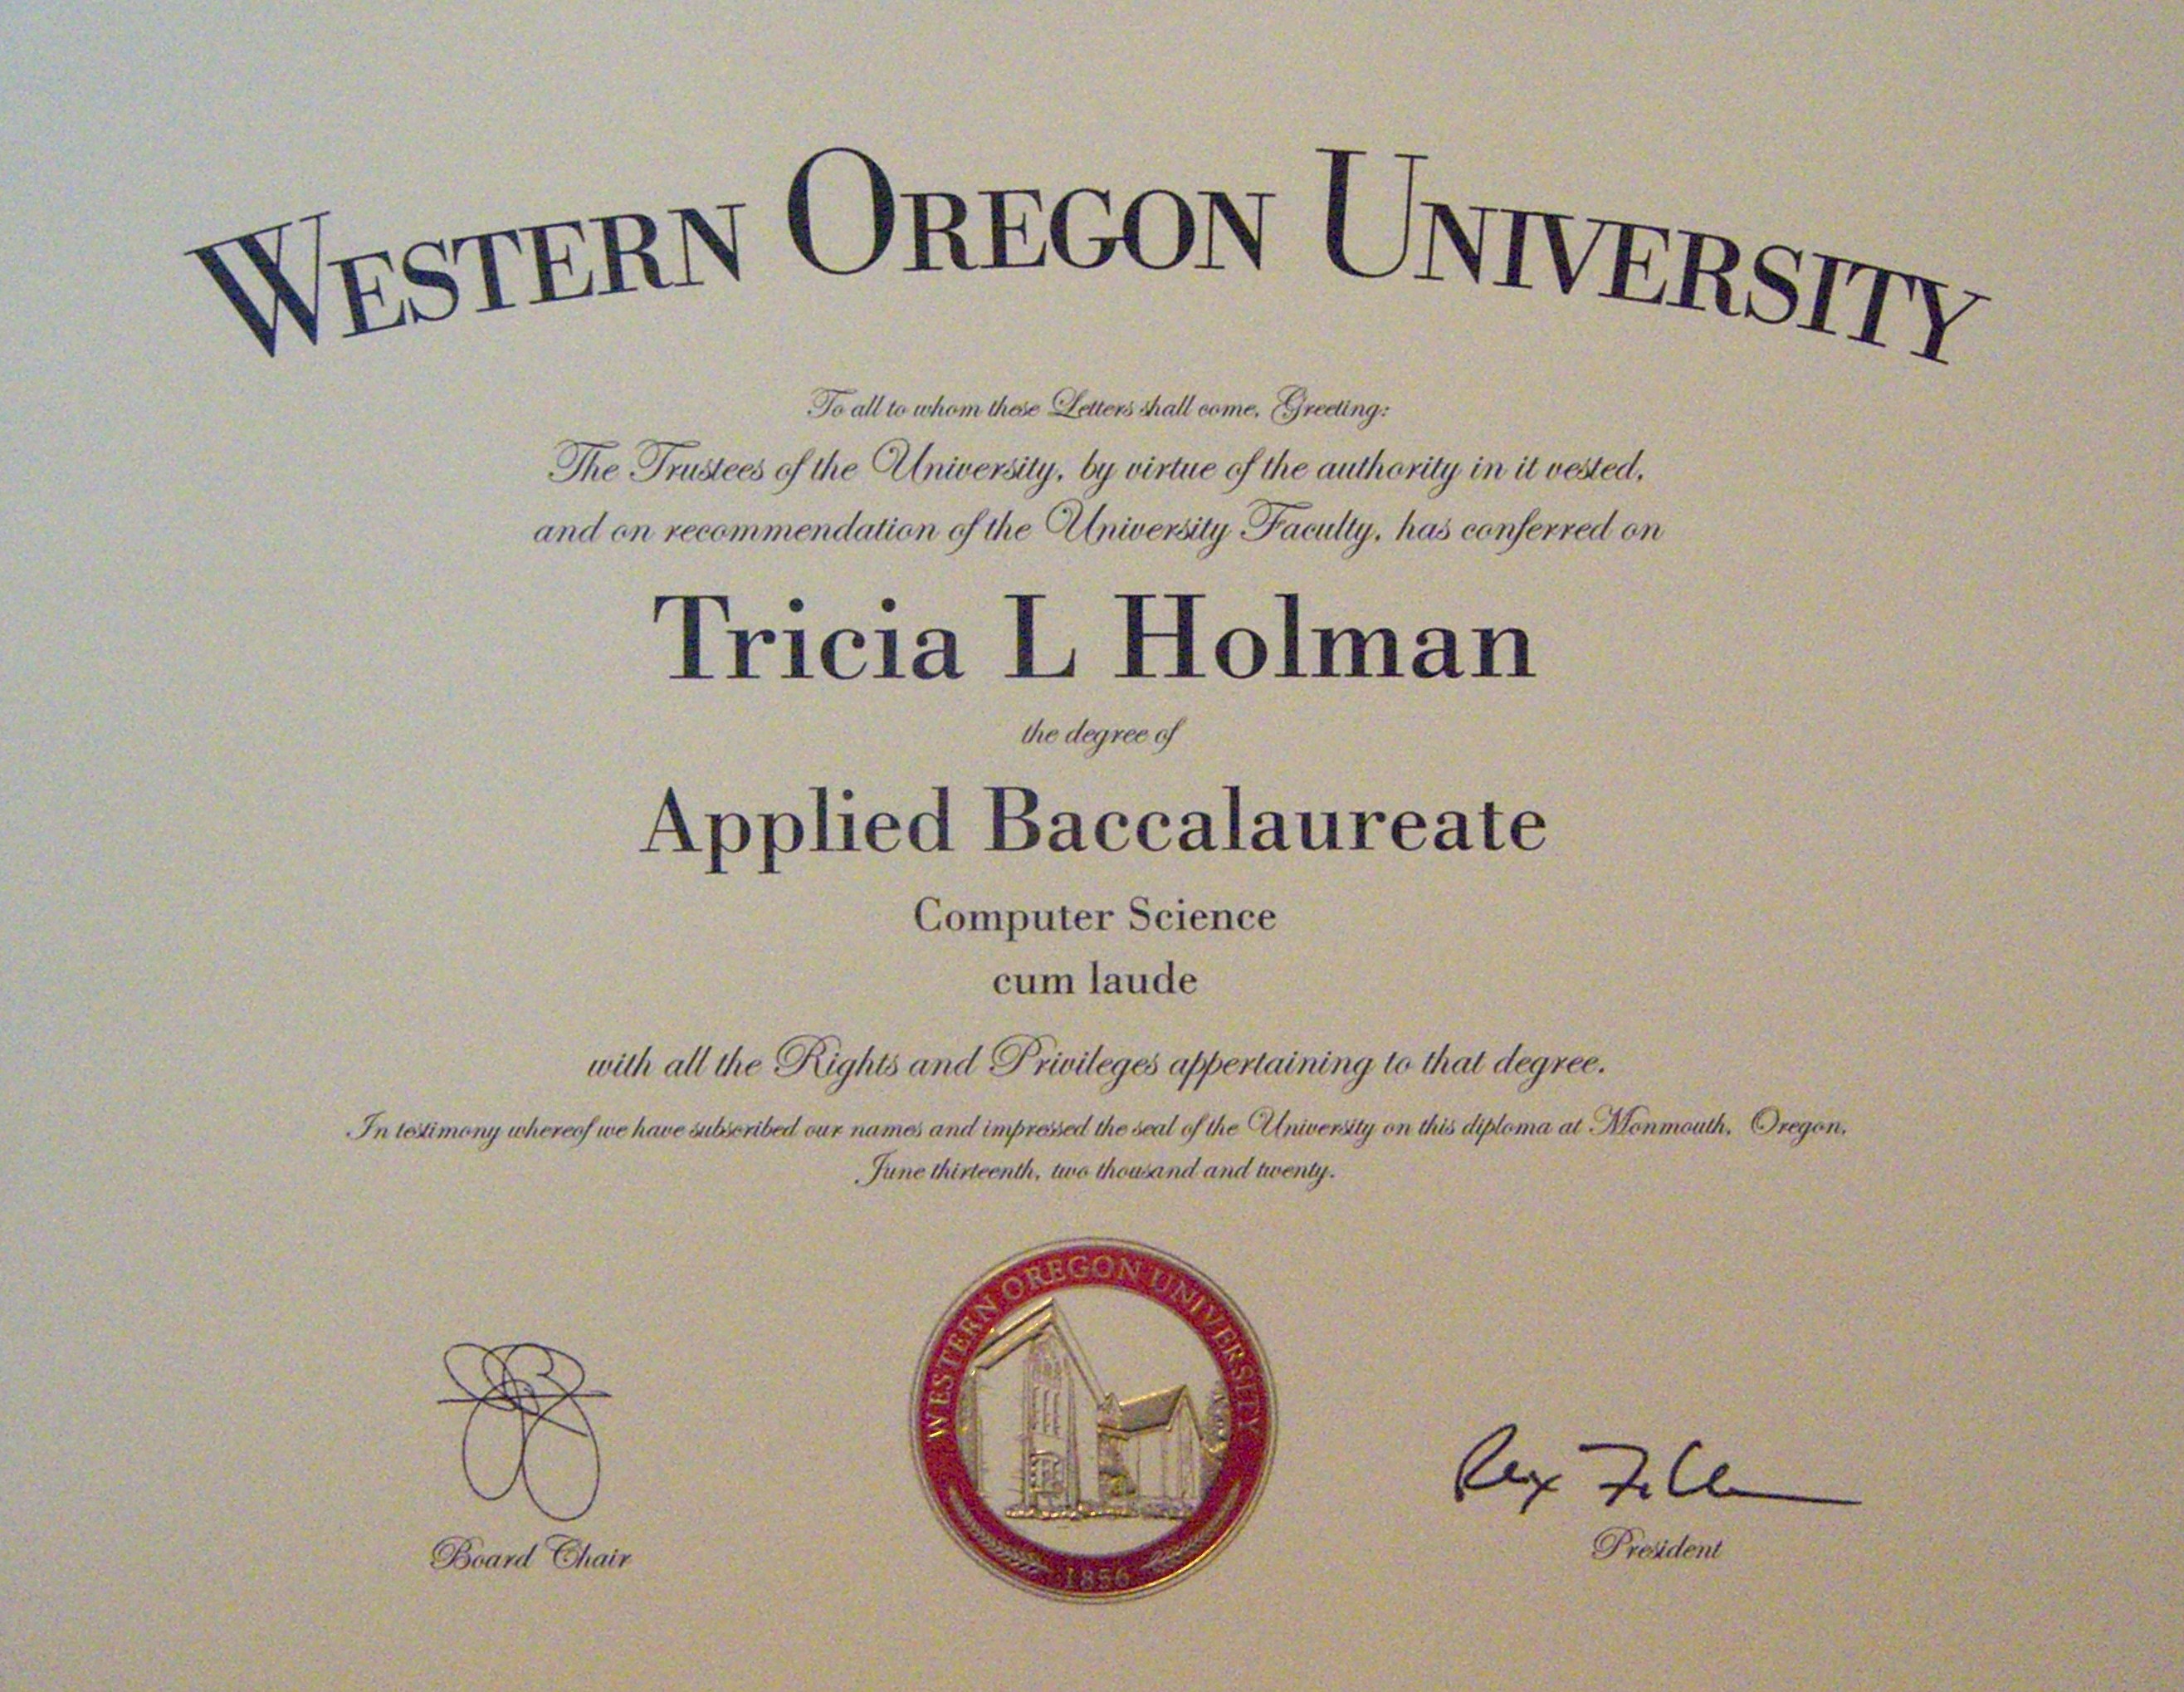 WESTERN OREGON UNIVERSITY
To all to whom these Letters shall come, Greeting:
The Trustees of the University, by virtue of the authority in it vested,
and on recommendation of the University Faculty, has conferred on
Tricia L Holman
the degree of
Applied Baccalaureate
Computer Science
cum laude
with all the Rights and Privileges appertaining to that degree.
In testimony whereof we have subscribed our names and impressed the seal of the University on this diploma at Monmouth, Oregon,
June thirteenth, two thousand and twenty.
WESTERN OREGON UNIVERSITY
1856
Board Chair
Rex
President